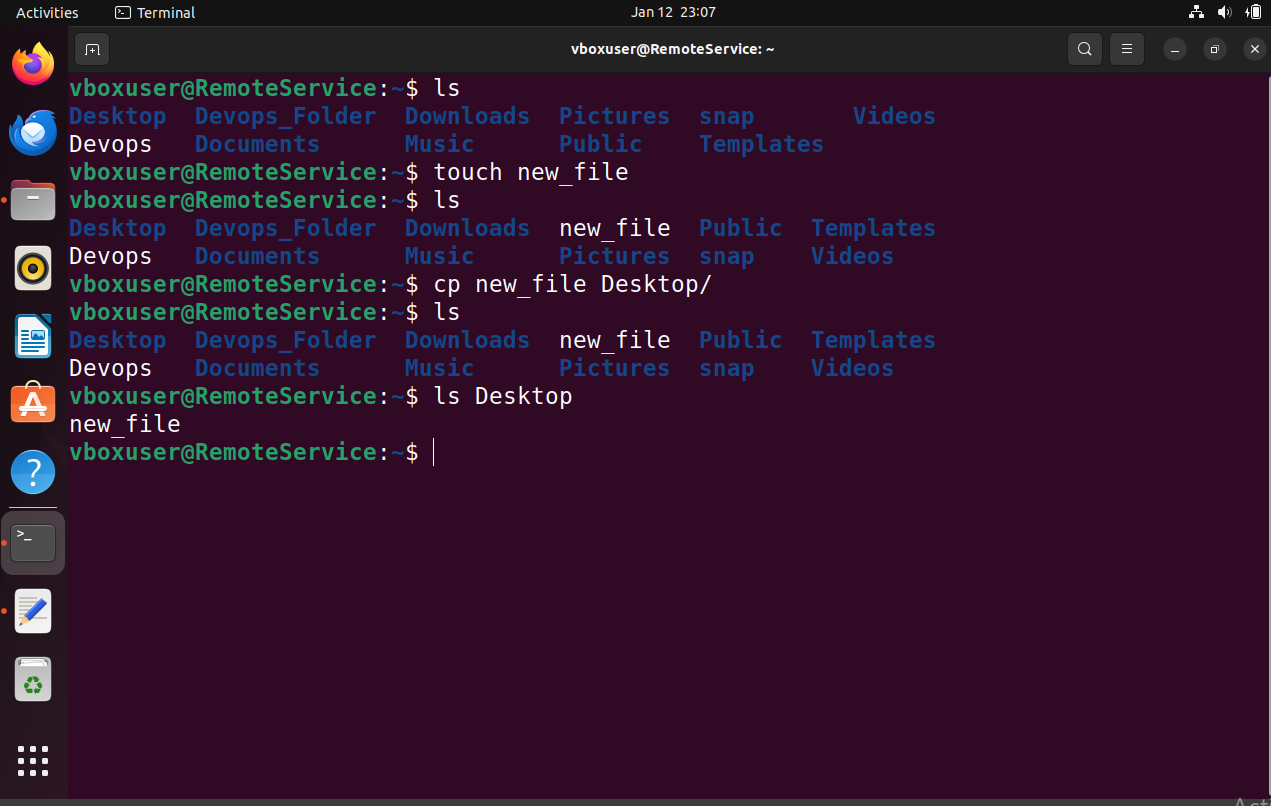 Activities Terminal Jan 12 23:07
vboxuser@RemoteService: ~
vboxuser@RemoteService:~$ ls
Desktop Devops_Folder Downloads Pictures snap Videos
Devops Documents Music Public Templates
vboxuser@RemoteService:~$ touch new_file
vboxuser@RemoteService:~$ ls
Desktop Devops_Folder Downloads new_file Public Templates
Devops Documents Music Pictures snap Videos
vboxuser@RemoteService:~$ cp new_file Desktop/
vboxuser@RemoteService:~$ ls
Desktop Devops_Folder Downloads new_file Public Templates
Devops Documents Music Pictures snap Videos
vboxuser@RemoteService:~$ ls Desktop
new_file
vboxuser@RemoteService:~$